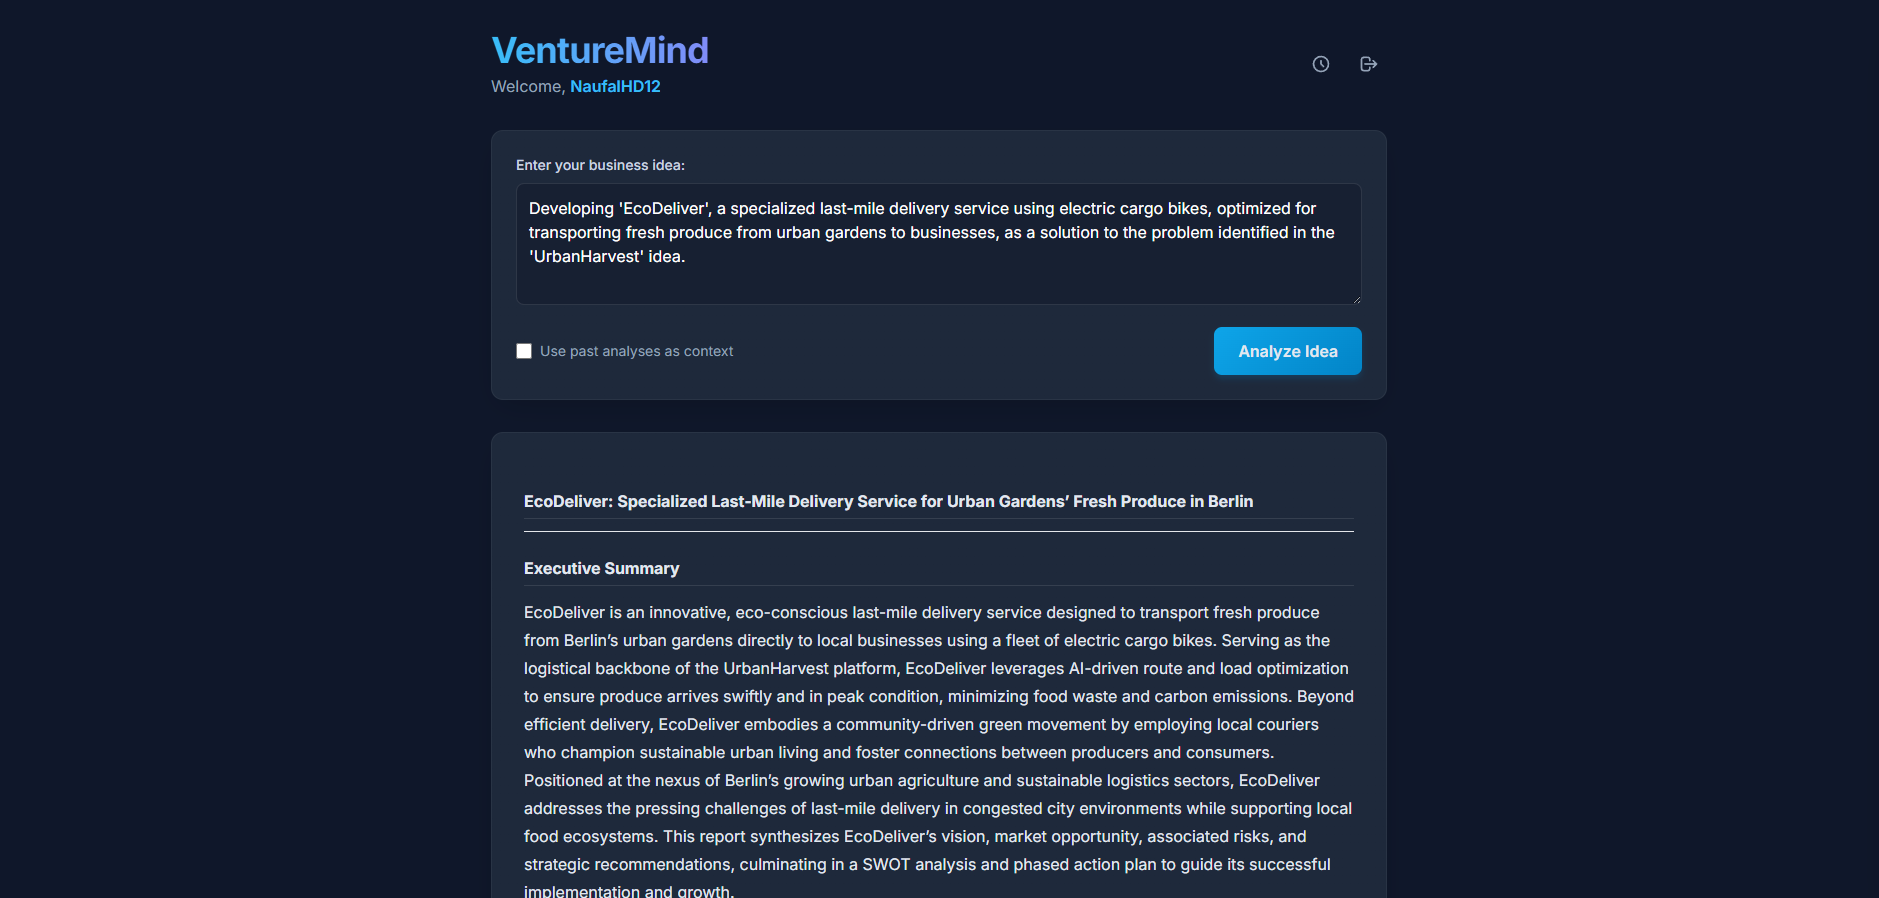 VentureMind
Welcome, NaufalHD12
Enter your business idea:
Developing 'EcoDeliver', a specialized last-mile delivery service using electric cargo bikes, optimized for
transporting fresh produce from urban gardens to businesses, as a solution to the problem identified in the
'UrbanHarvest' idea.
Use past analyses as context
Analyze Idea
EcoDeliver: Specialized Last-Mile Delivery Service for Urban Gardens’ Fresh Produce in Berlin
Executive Summary
EcoDeliver is an innovative, eco-conscious last-mile delivery service designed to transport fresh produce
from Berlin’s urban gardens directly to local businesses using a fleet of electric cargo bikes. Serving as the
logistical backbone of the UrbanHarvest platform, EcoDeliver leverages AI-driven route and load optimization
to ensure produce arrives swiftly and in peak condition, minimizing food waste and carbon emissions. Beyond
efficient delivery, EcoDeliver embodies a community-driven green movement by employing local couriers
who champion sustainable urban living and foster connections between producers and consumers.
Positioned at the nexus of Berlin’s growing urban agriculture and sustainable logistics sectors, EcoDeliver
addresses the pressing challenges of last-mile delivery in congested city environments while supporting local
food ecosystems. This report synthesizes EcoDeliver’s vision, market opportunity, associated risks, and
strategic recommendations, culminating in a SWOT analysis and phased action plan to guide its successful
implementation and growth.